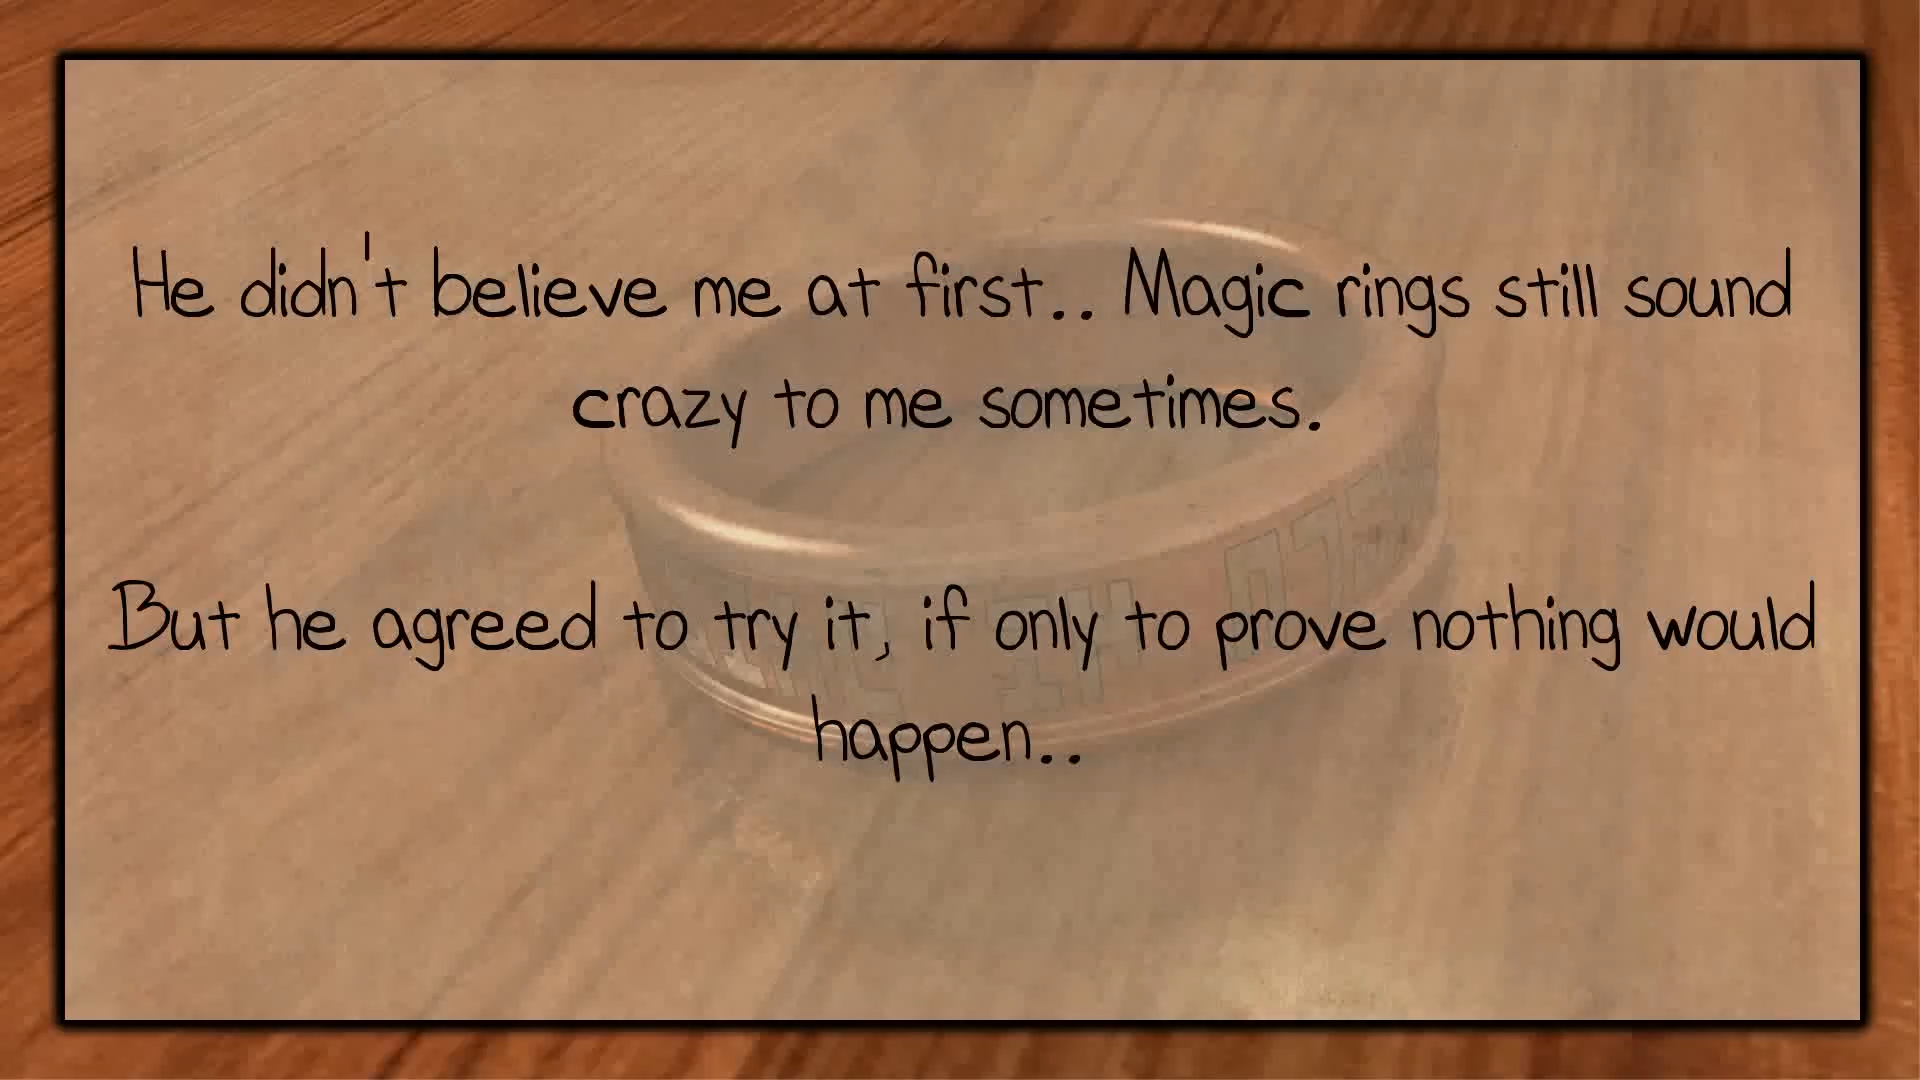 He didn't believe me at first.. Magic rings still sound
crazy to me sometimes.
But he agreed to try it, if only to prove nothing would
happen..